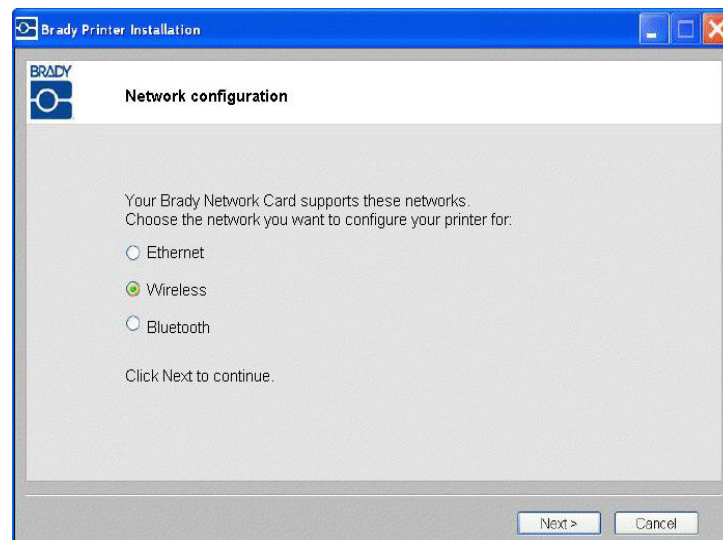 Brady Printer Installation
BRADY
Network configuration
Your Brady Network Card supports these networks.
Choose the network you want to configure your printer for:
Ethernet
Wireless
Bluetooth
Click Next to continue.
Next >
Cancel